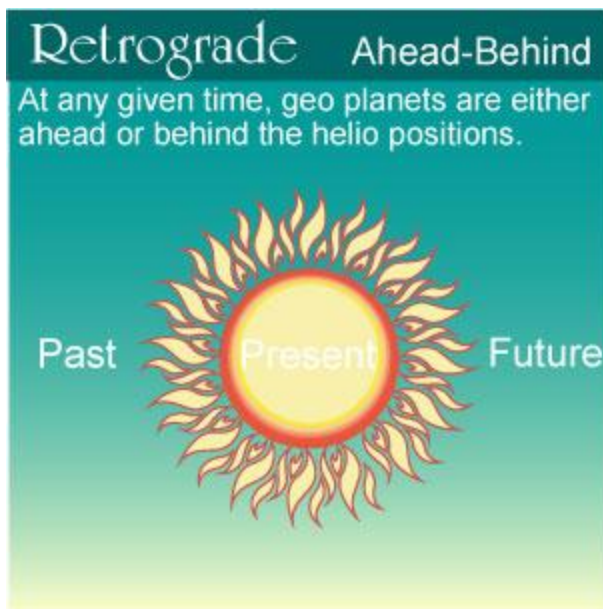 Retrograde Ahead-Behind
At any given time, geo planets are either
ahead or behind the helio positions.
Past Present Future